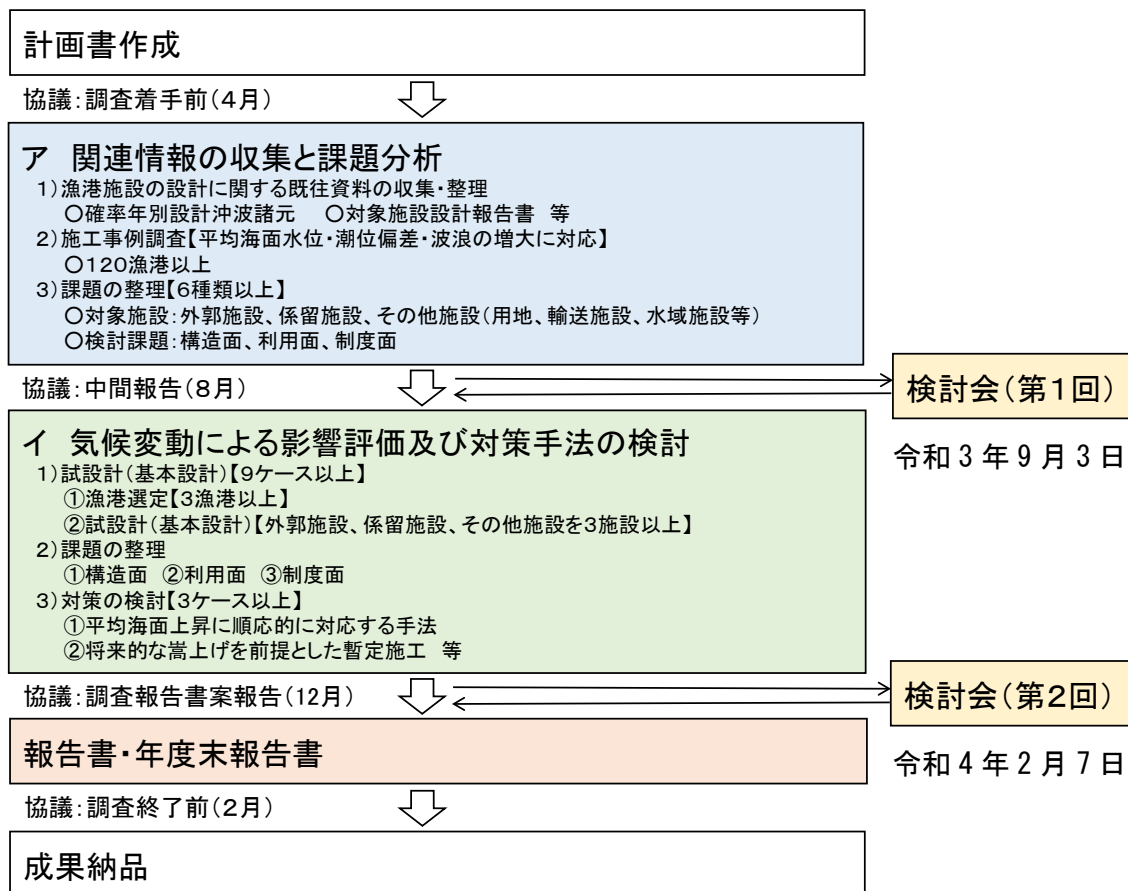 計画書作成
協議：調査着手前（4月）
ア 関連情報の収集と課題分析
1）漁港施設の設計に関する既往資料の収集・整理
〇確率年別設計沖波諸元 〇対象施設設計報告書 等
2）施工事例調査【平均海面水位・潮位偏差・波浪の増大に対応】
〇120漁港以上
3）課題の整理【6種類以上】
〇対象施設：外郭施設、係留施設、その他施設（用地、輸送施設、水域施設等）
〇検討課題：構造面、利用面、制度面
協議：中間報告（8月）
検討会（第1回）
令和3年9月3日
イ 気候変動による影響評価及び対策手法の検討
1）試設計（基本設計）【9ケース以上】
①漁港選定【3漁港以上】
②試設計（基本設計）【外郭施設、係留施設、その他施設を3施設以上】
2）課題の整理
①構造面 ②利用面 ③制度面
3）対策の検討【3ケース以上】
①平均海面上昇に順応的に対応する手法
②将来的な嵩上げを前提とした暫定施工 等
協議：調査報告書案報告（12月）
検討会（第2回）
令和4年2月7日
報告書・年度末報告書
協議：調査終了前（2月）
成果納品